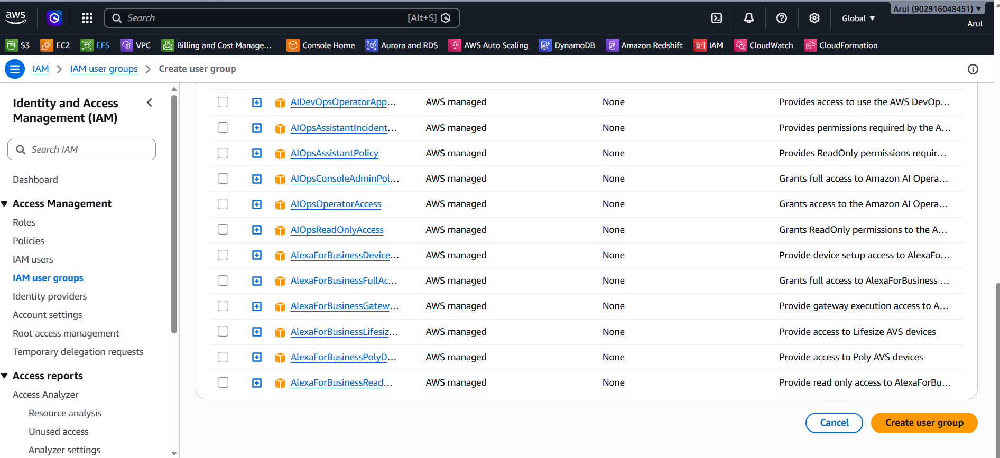 aws
Search
[Alt+S]
Global
Arul (902916048451)
Arul
S3
EC2
EFS
VPC
Billing and Cost Manage...
Console Home
Aurora and RDS
AWS Auto Scaling
DynamoDB
Amazon Redshift
IAM
CloudWatch
CloudFormation
IAM
IAM user groups
Create user group
Identity and Access
Management (IAM)
Search IAM
Dashboard
Access Management
Roles
Policies
IAM users
IAM user groups
Identity providers
Account settings
Root access management
Temporary delegation requests
Access reports
Access Analyzer
Resource analysis
Unused access
Analyzer settings
AIDevOpsOperatorApp... AWS managed None Provides access to use the AWS DevOp...
AIOpsAssistantIncident... AWS managed None Provides permissions required by the A...
AIOpsAssistantPolicy AWS managed None Provides ReadOnly permissions requir...
AIOpsConsoleAdminPol... AWS managed None Grants full access to Amazon AI Opera...
AIOpsOperatorAccess AWS managed None Grants access to the Amazon AI Opera...
AIOpsReadOnlyAccess AWS managed None Grants ReadOnly permissions to the A...
AlexaForBusinessDevice... AWS managed None Provide device setup access to AlexaFo...
AlexaForBusinessFullAc... AWS managed None Grants full access to AlexaForBusiness ...
AlexaForBusinessGatew... AWS managed None Provide gateway execution access to A...
AlexaForBusinessLifesiz... AWS managed None Provide access to Lifesize AVS devices
AlexaForBusinessPolyD... AWS managed None Provide access to Poly AVS devices
AlexaForBusinessRead... AWS managed None Provide read only access to AlexaForBu...
Cancel
Create user group